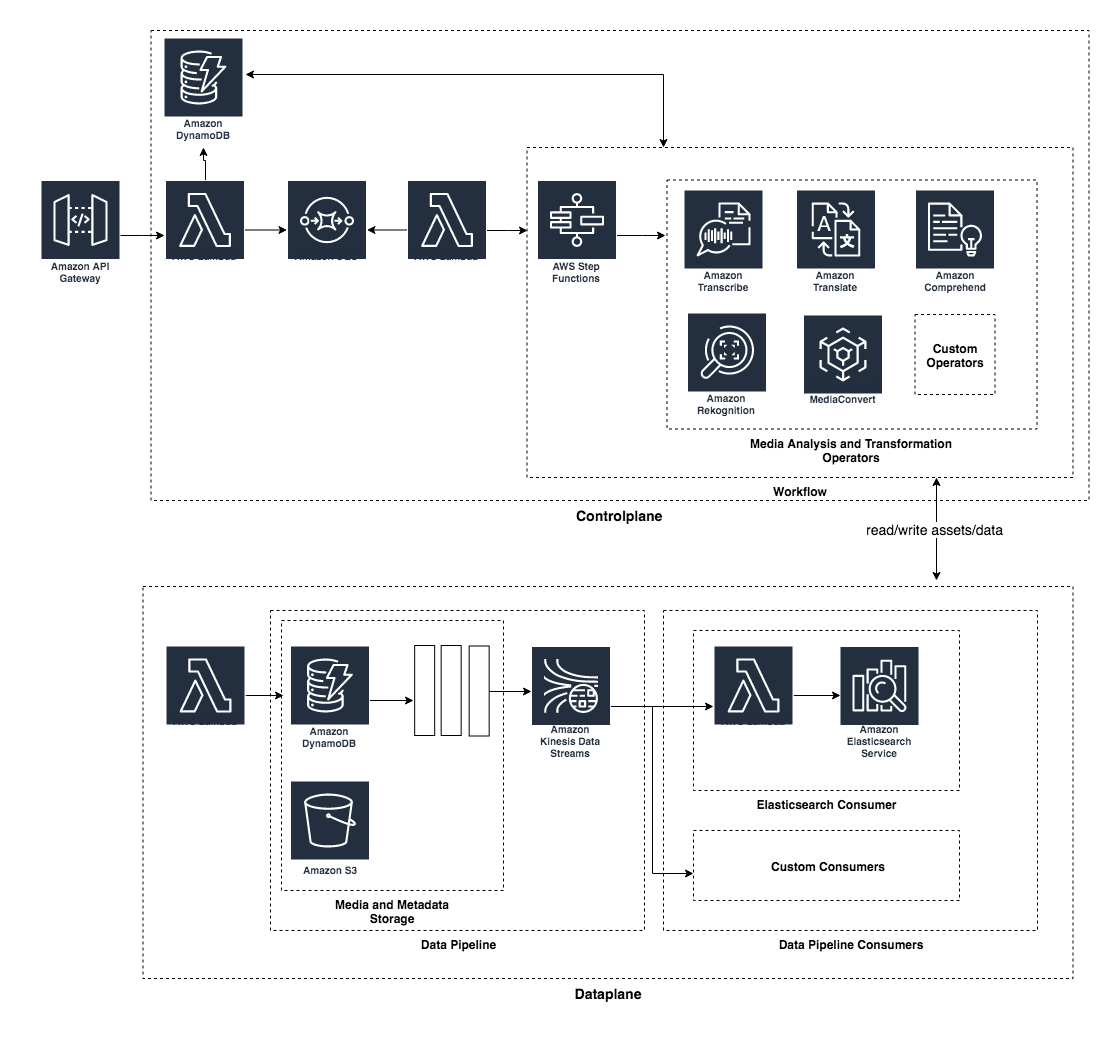 Amazon
DynamoDB
Amazon API
Gateway
AWS Step
Functions
Amazon
Transcribe
Amazon
Translate
A
文
Amazon
Comprehend
Amazon
Rekognition
MediaConvert
Custom
Operators
Media Analysis and Transformation
Operators
Workflow
Controlplane
read/write assets/data
Amazon
DynamoDB
Amazon S3
Media and Metadata
Storage
Amazon
Kinesis Data
Streams
Data Pipeline
Amazon
Elasticsearch
Service
Elasticsearch Consumer
Custom Consumers
Data Pipeline Consumers
Dataplane